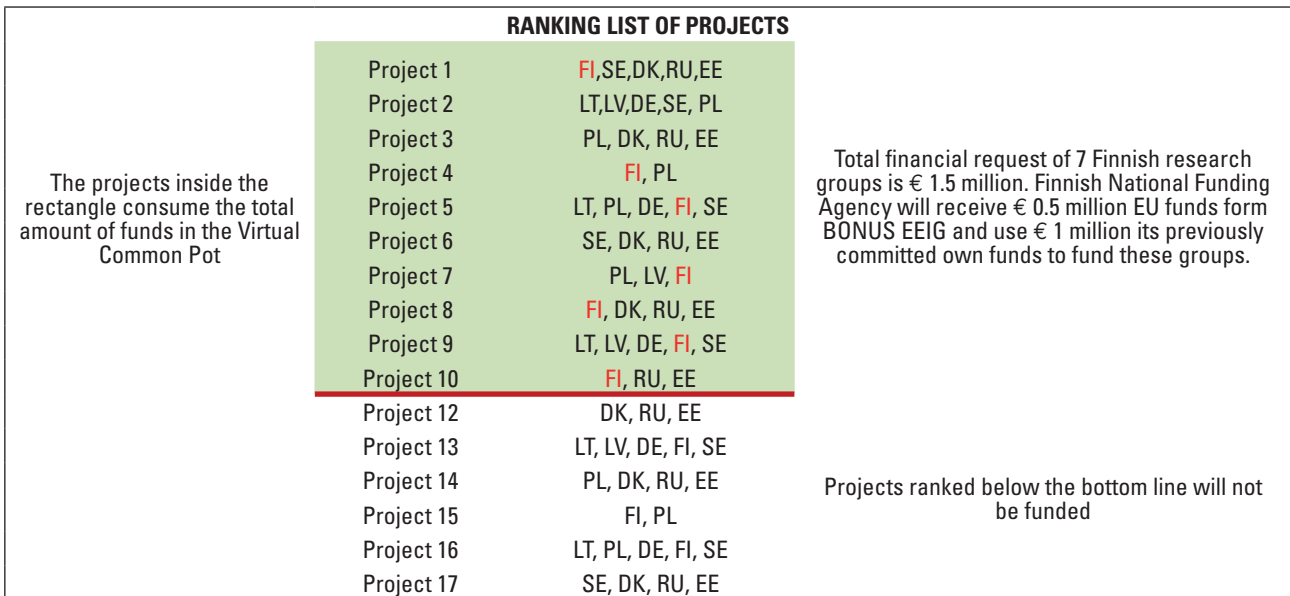 RANKING LIST OF PROJECTS
The projects inside the
rectangle consume the total
amount of funds in the Virtual
Common Pot
Project 1 FI,SE,DK,RU,EE
Project 2 LT,LV,DE,SE, PL
Project 3 PL, DK, RU, EE
Project 4 FI, PL
Project 5 LT, PL, DE, FI, SE
Project 6 SE, DK, RU, EE
Project 7 PL, LV, FI
Project 8 FI, DK, RU, EE
Project 9 LT, LV, DE, FI, SE
Project 10 FI, RU, EE
Project 12 DK, RU, EE
Project 13 LT, LV, DE, FI, SE
Project 14 PL, DK, RU, EE
Project 15 FI, PL
Project 16 LT, PL, DE, FI, SE
Project 17 SE, DK, RU, EE
Total financial request of 7 Finnish research
groups is € 1.5 million. Finnish National Funding
Agency will receive € 0.5 million EU funds form
BONUS EEIG and use € 1 million its previously
committed own funds to fund these groups.
Projects ranked below the bottom line will not
be funded